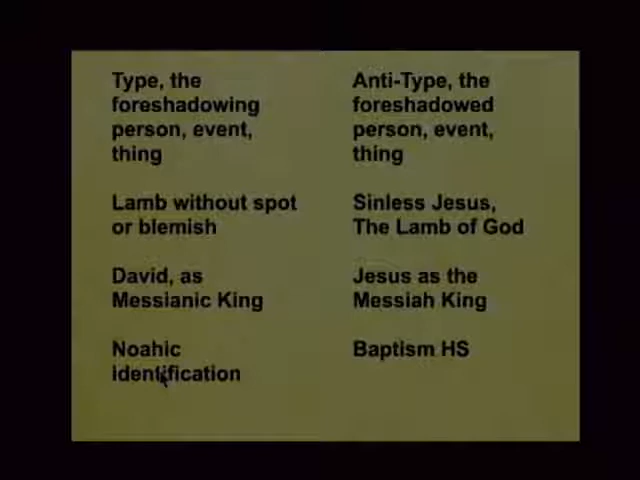 Type, the
foreshadowing
person, event,
thing
Anti-Type, the
foreshadowed
person, event,
thing
Lamb without spot
or blemish
Sinless Jesus,
The Lamb of God
David, as
Messianic King
Jesus as the
Messiah King
Noahic
identification
Baptism HS